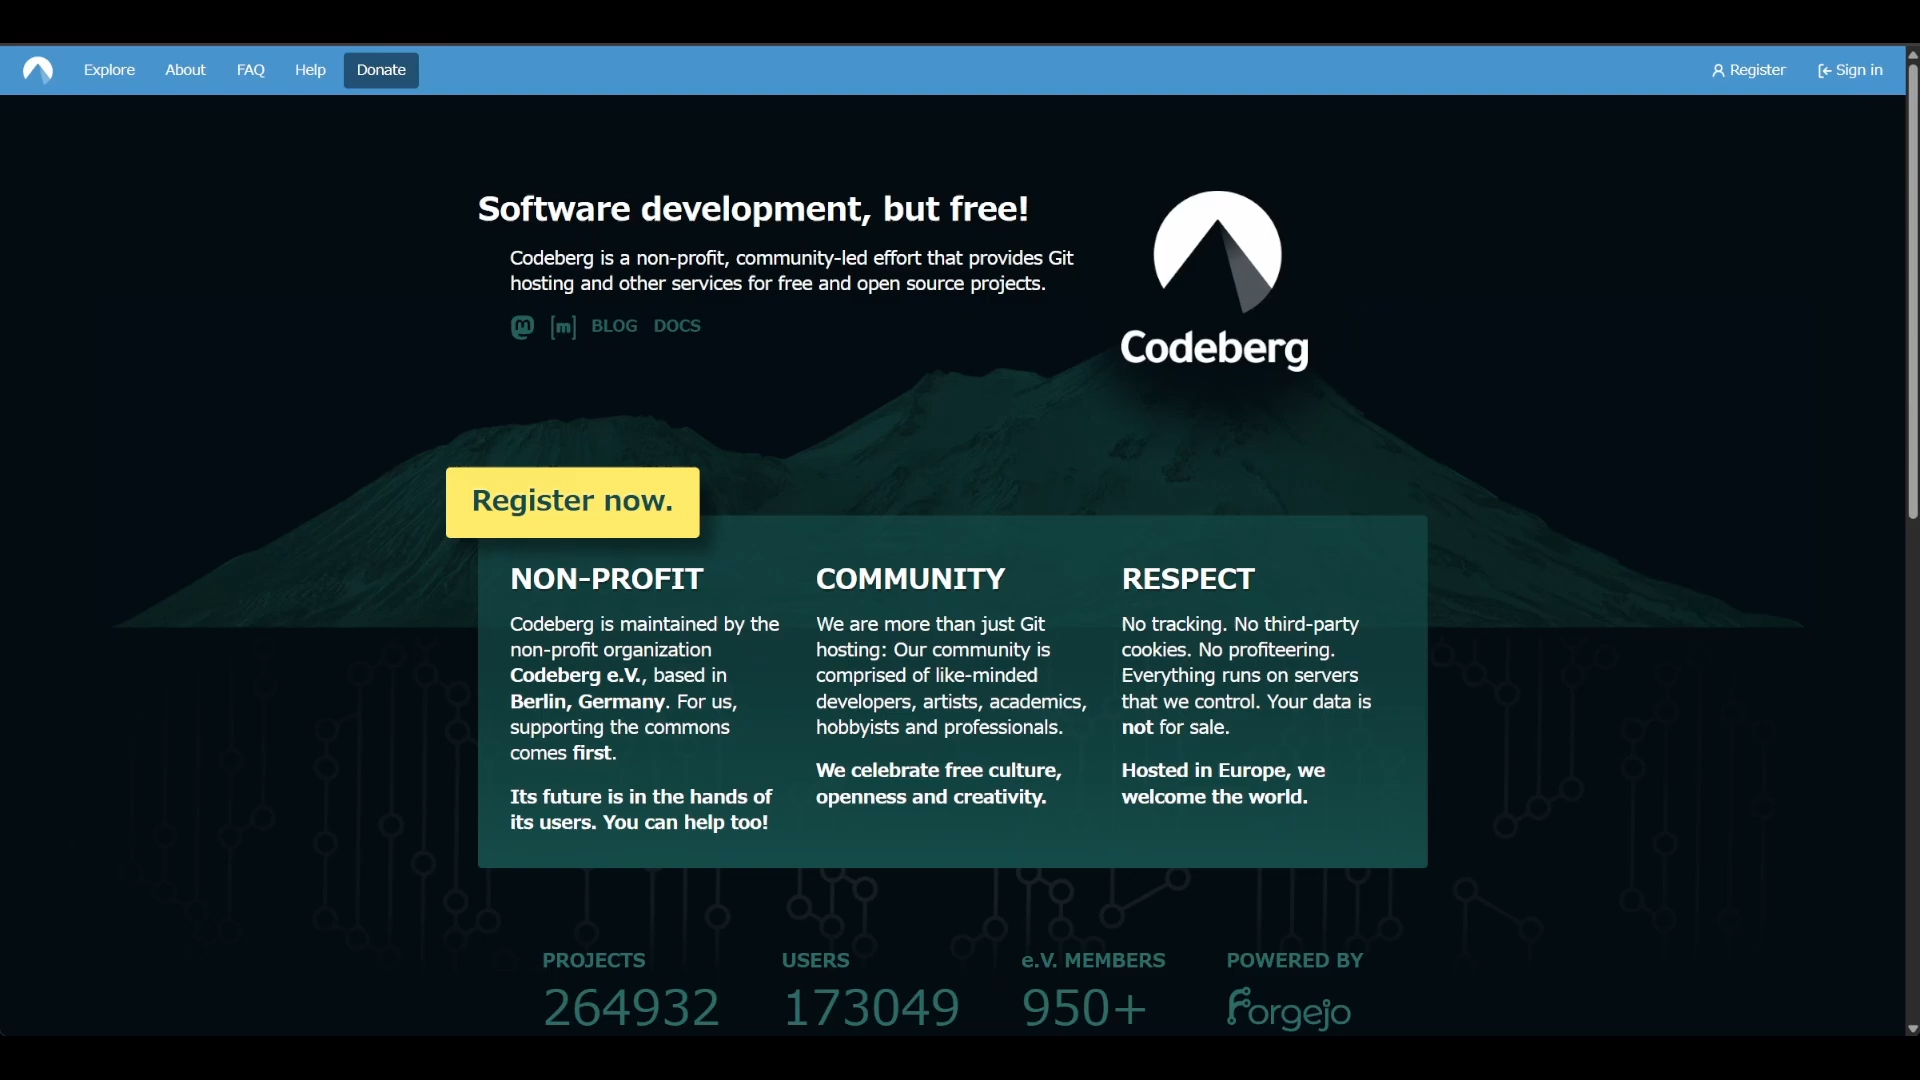 Explore About FAQ Help Donate Register Sign in
Software development, but free!
Codeberg is a non-profit, community-led effort that provides Git
hosting and other services for free and open source projects.
[m] BLOG DOCS
Codeberg
Register now.
NON-PROFIT
Codeberg is maintained by the
non-profit organization
Codeberg e.V., based in
Berlin, Germany. For us,
supporting the commons
comes first.
Its future is in the hands of
its users. You can help too!
COMMUNITY
We are more than just Git
hosting: Our community is
comprised of like-minded
developers, artists, academics,
hobbyists and professionals.
We celebrate free culture,
openness and creativity.
RESPECT
No tracking. No third-party
cookies. No profiteering.
Everything runs on servers
that we control. Your data is
not for sale.
Hosted in Europe, we
welcome the world.
PROJECTS
264932
USERS
173049
e.V. MEMBERS
950+
POWERED BY
Forgejo